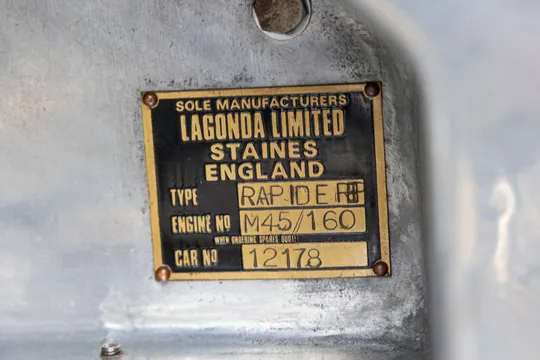 SOLE MANUFACTURERS
LAGONDA LIMITED
STAINES
ENGLAND
TYPE RAPIDE
ENGINE NO M45/160
WHEN ORDERING SPARES QUOTE
CAR NO 12178